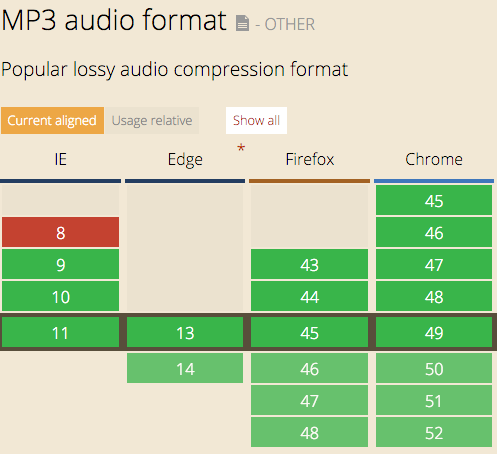 MP3 audio format - OTHER
Popular lossy audio compression format
Current aligned Usage relative Show all
IE Edge * Firefox Chrome
45
8 46
9 43 47
10 44 48
11 13 45 49
14 46 50
47 51
48 52